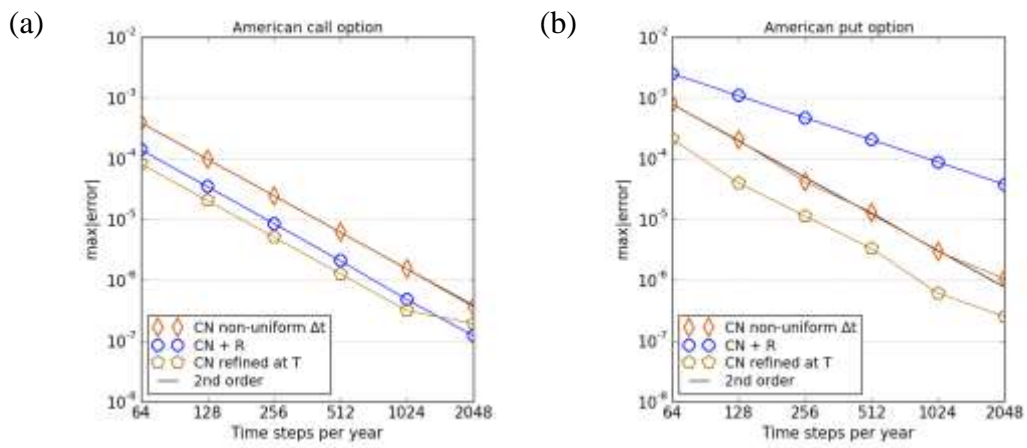 (a)
American call option
10^-2
10^-3
10^-4
10^-5
10^-6
10^-7
10^-8
max|error|
CN non-uniform Δt
CN + R
CN refined at T
2nd order
64 128 256 512 1024 2048
Time steps per year
(b)
American put option
10^-2
10^-3
10^-4
10^-5
10^-6
10^-7
10^-8
max|error|
CN non-uniform Δt
CN + R
CN refined at T
2nd order
64 128 256 512 1024 2048
Time steps per year